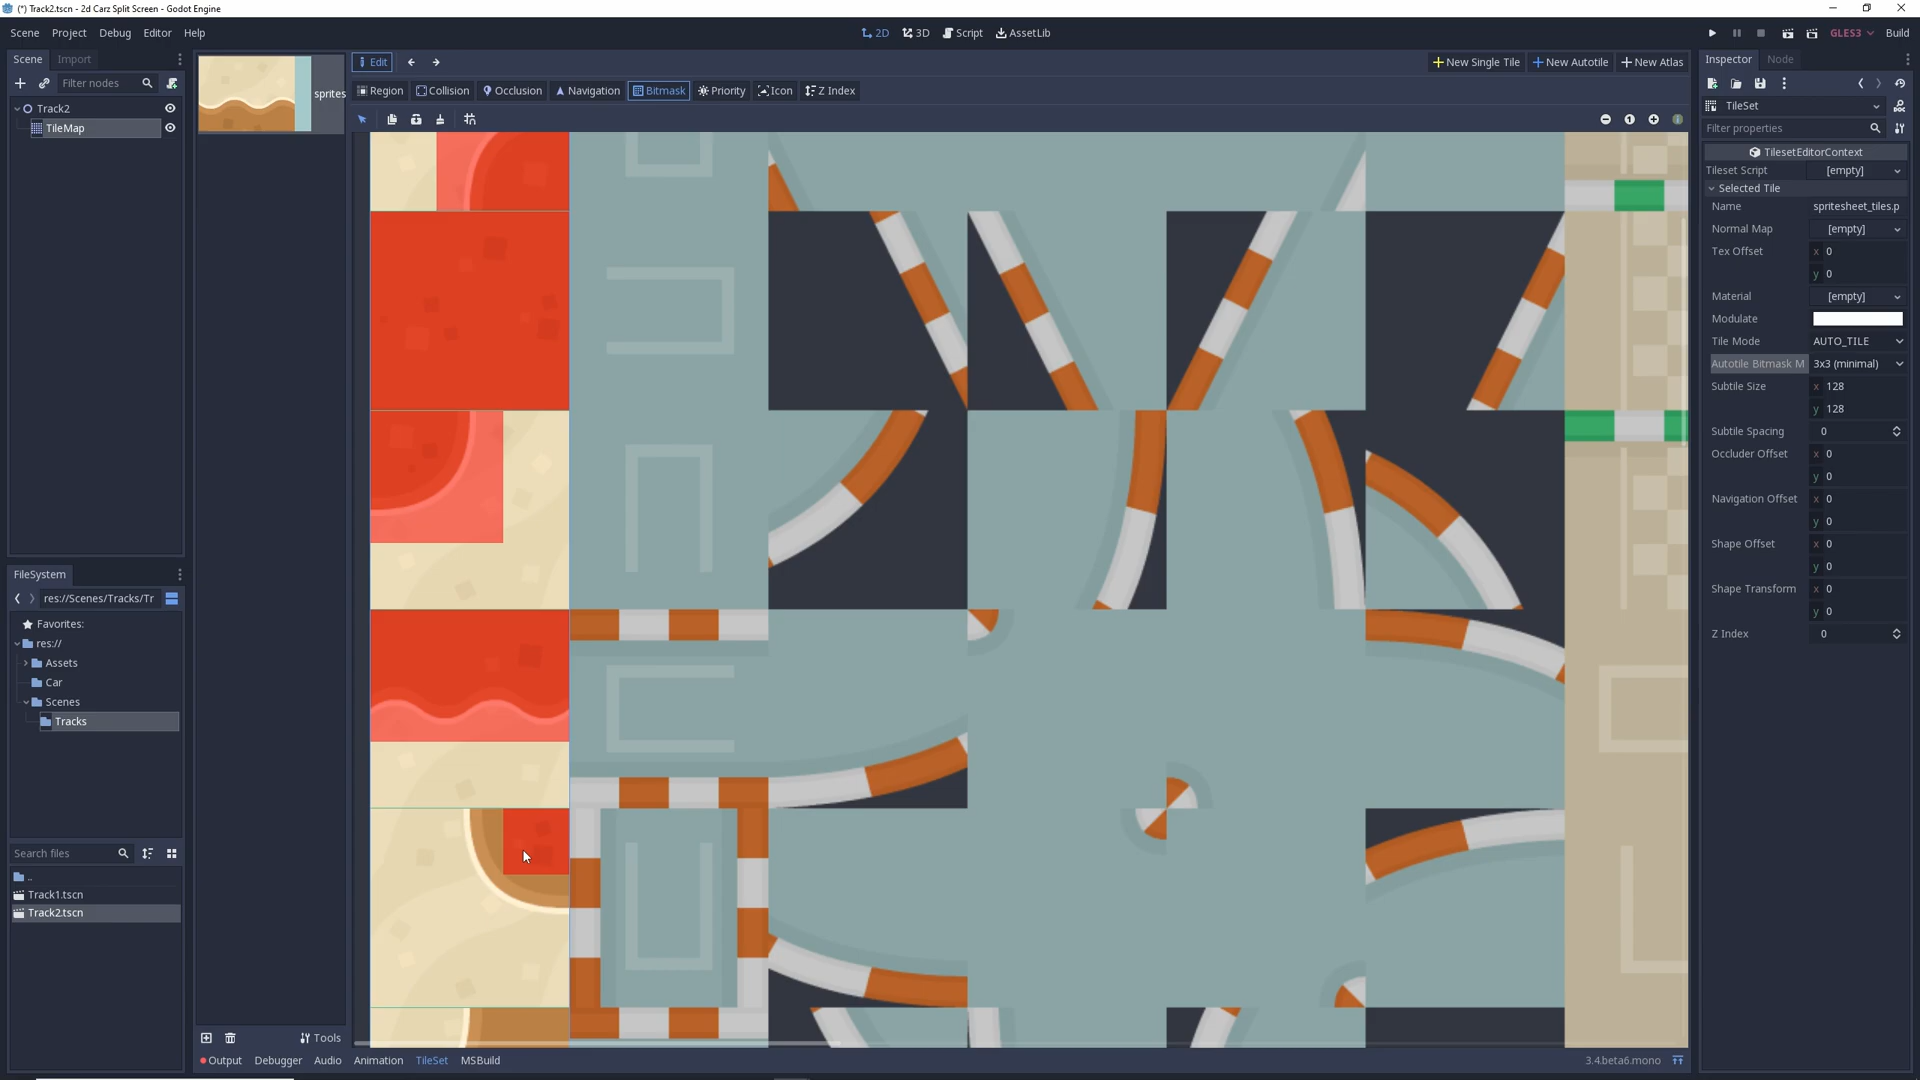 (*) Track2.tscn - 2d Carz Split Screen - Godot Engine
Scene Project Debug Editor Help
2D 3D Script AssetLib
GLES3 Build
Scene Import
Filter nodes
Track2
TileMap
sprites
Edit
New Single Tile New Autotile New Atlas
Region Collision Occlusion Navigation Bitmask Priority Icon Z Index
Inspector Node
TileSet
Filter properties
TilesetEditorContext
Tileset Script [empty]
Selected Tile
Name spritesheet_tiles.p
Normal Map [empty]
Tex Offset x 0
y 0
Material [empty]
Modulate
Tile Mode AUTO_TILE
Autotile Bitmask M 3x3 (minimal)
Subtile Size x 128
y 128
Subtile Spacing 0
Occluder Offset x 0
y 0
Navigation Offset x 0
y 0
Shape Offset x 0
y 0
Shape Transform x 0
y 0
Z Index 0
FileSystem
res://Scenes/Tracks/Tr
Favorites:
res://
Assets
Car
Scenes
Tracks
Search files
..
Track1.tscn
Track2.tscn
Tools
Output Debugger Audio Animation TileSet MSBuild
3.4.beta6.mono